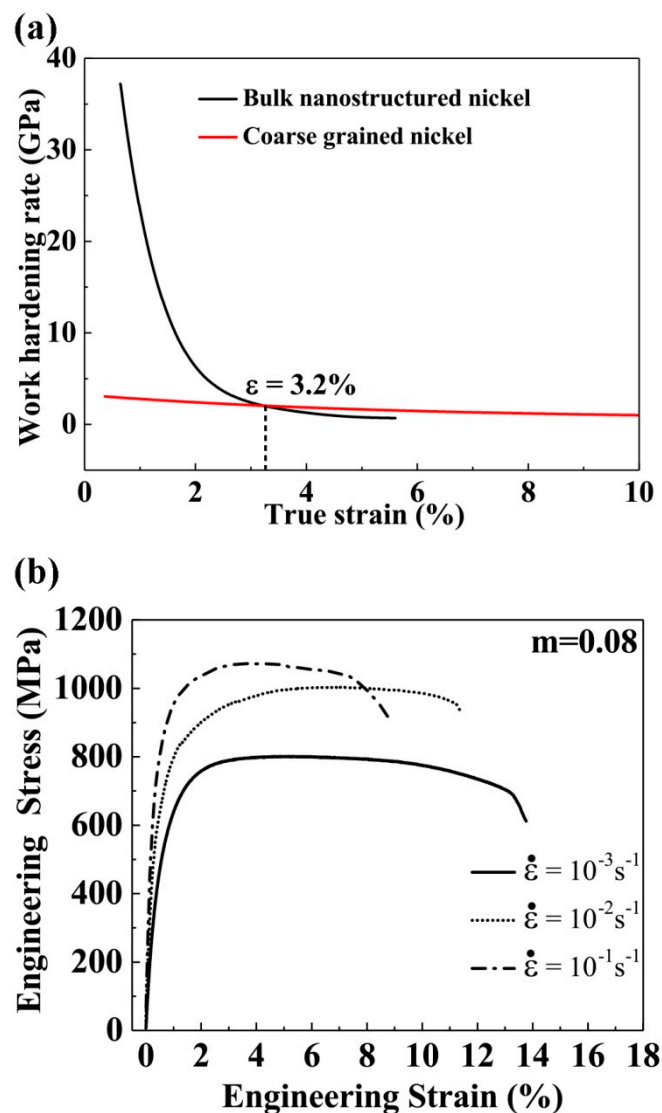 (a)
40
30
20
10
0
Work hardening rate (GPa)
Bulk nanostructured nickel
Coarse grained nickel
ε = 3.2%
0 2 4 6 8 10
True strain (%)
(b)
1200
1000
800
600
400
200
0
Engineering Stress (MPa)
m=0.08
ε̇ = 10⁻³s⁻¹
ε̇ = 10⁻²s⁻¹
ε̇ = 10⁻¹s⁻¹
0 2 4 6 8 10 12 14 16 18
Engineering Strain (%)